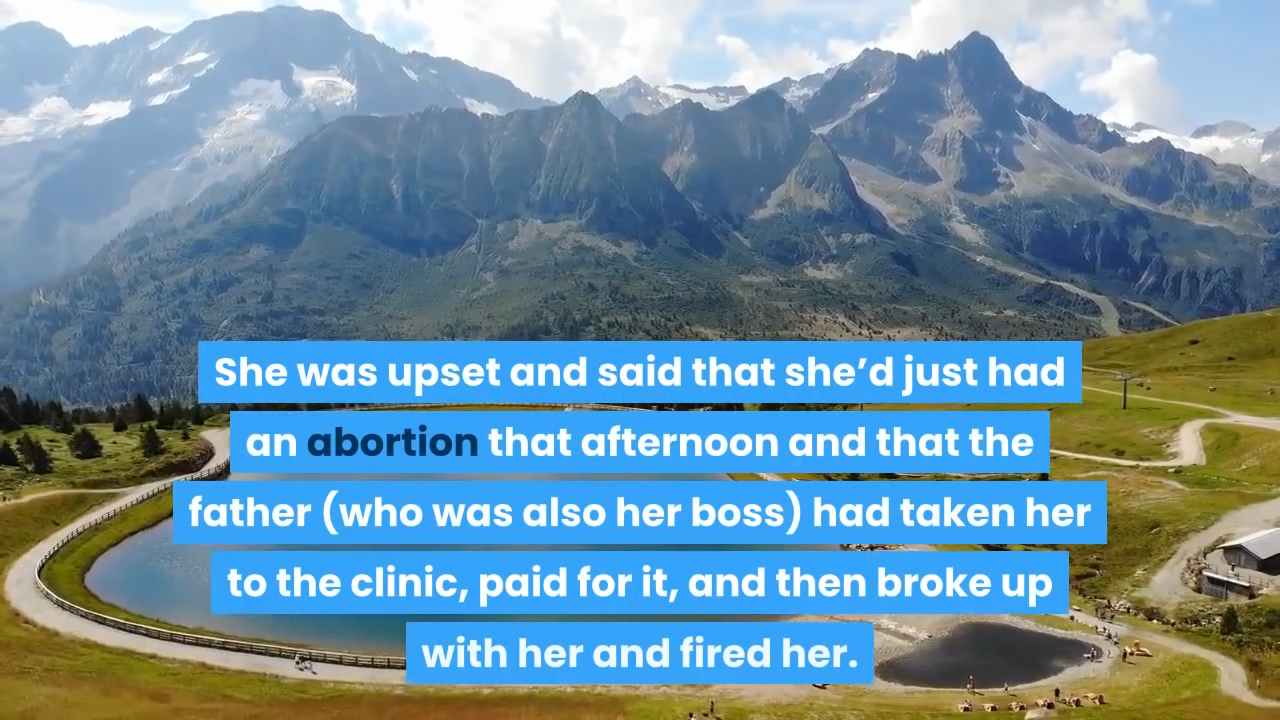 She was upset and said that she’d just had
an abortion that afternoon and that the
father (who was also her boss) had taken her
to the clinic, paid for it, and then broke up
with her and fired her.